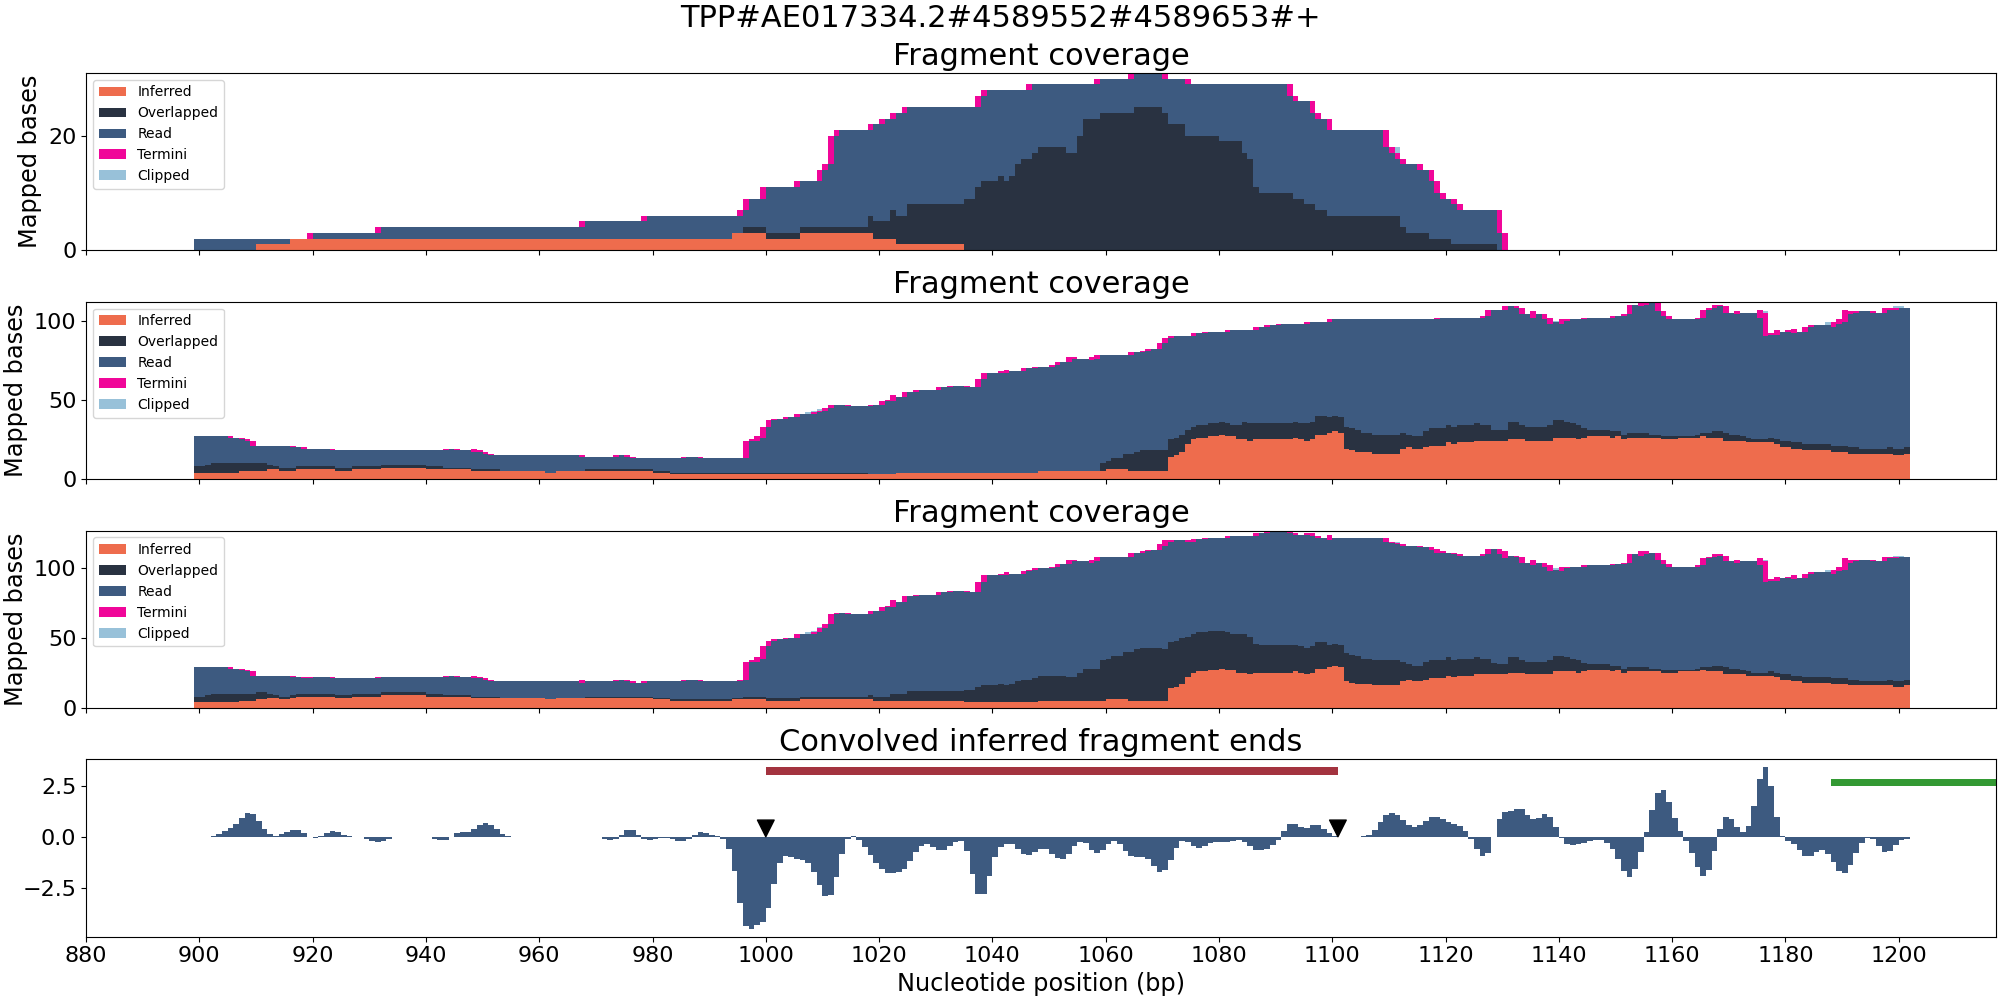 TPP#AE017334.2#4589552#4589653#+
Fragment coverage
Mapped bases
20
0
Inferred
Overlapped
Read
Termini
Clipped
Fragment coverage
Mapped bases
100
50
0
Inferred
Overlapped
Read
Termini
Clipped
Fragment coverage
Mapped bases
100
50
0
Inferred
Overlapped
Read
Termini
Clipped
Convolved inferred fragment ends
2.5
0.0
−2.5
880 900 920 940 960 980 1000 1020 1040 1060 1080 1100 1120 1140 1160 1180 1200
Nucleotide position (bp)